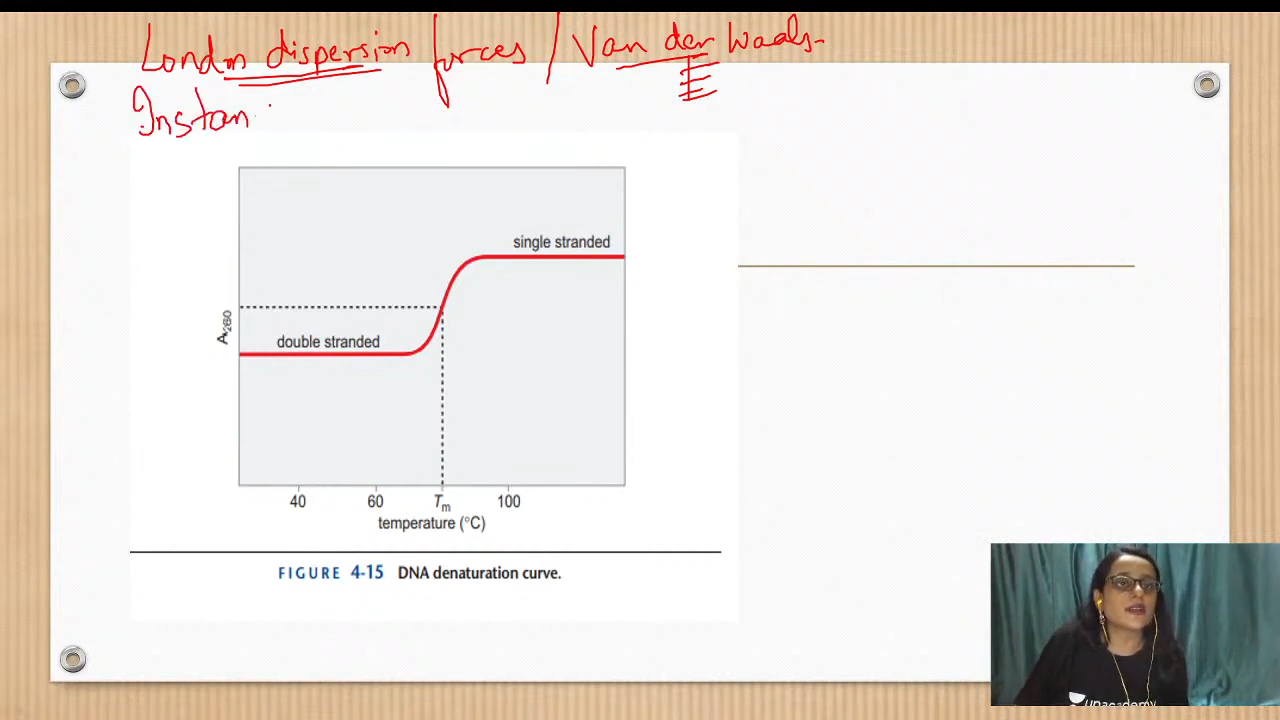 London dispersion forces / Van der Waals-
Instan
single stranded
A260
double stranded
40 60 Tm 100
temperature (°C)
FIGURE 4-15 DNA denaturation curve.
unacademy